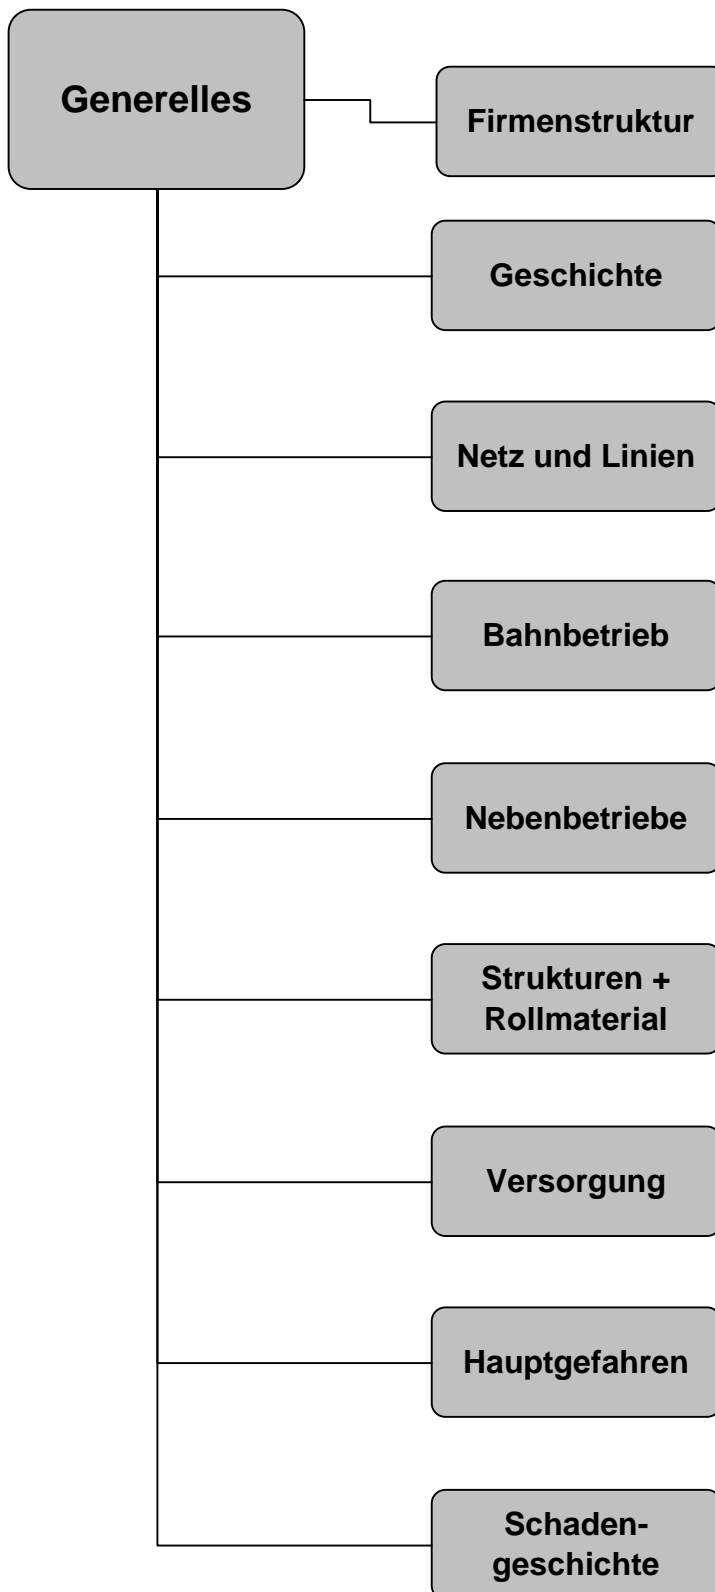 Generelles
Firmenstruktur
Geschichte
Netz und Linien
Bahnbetrieb
Nebenbetriebe
Strukturen +
Rollmaterial
Versorgung
Hauptgefahren
Schaden-
geschichte